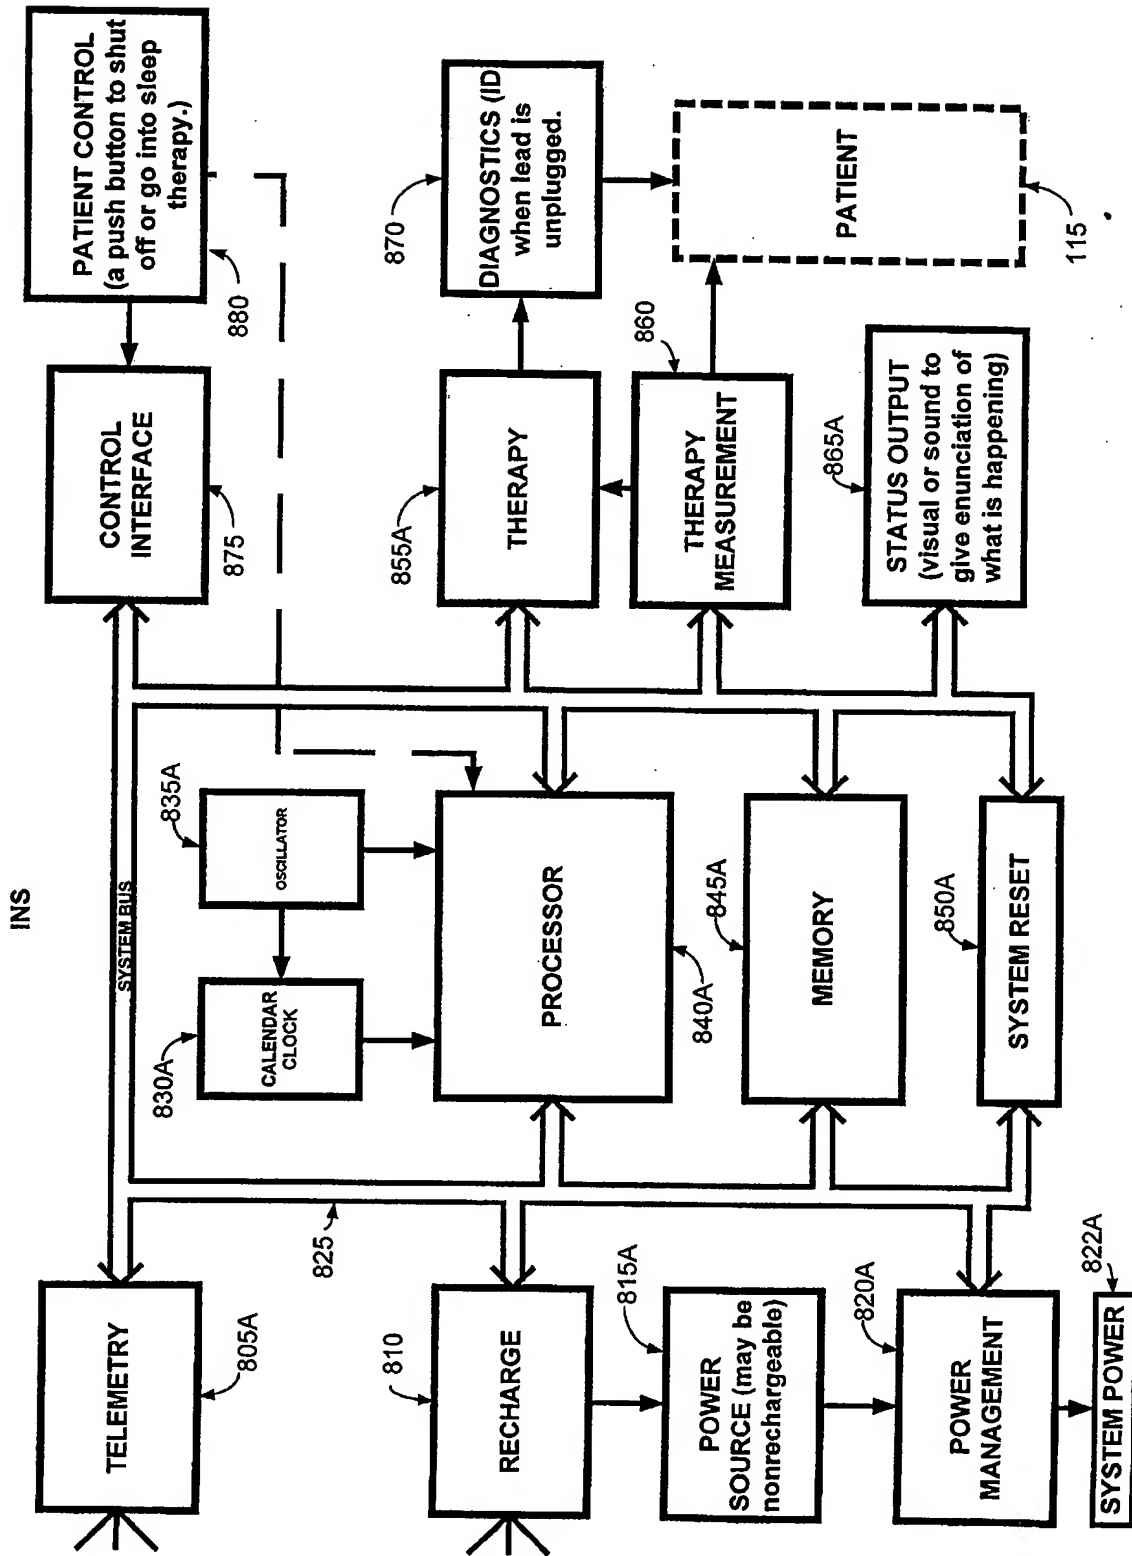 INS
TELEMETRY
805A
RECHARGE
810
POWER
SOURCE (may be
nonrechargeable)
815A
POWER
MANAGEMENT
820A
SYSTEM POWER
822A
SYSTEM BUS
825
CALENDAR
CLOCK
830A
OSCILLATOR
835A
PROCESSOR
840A
MEMORY
845A
SYSTEM RESET
850A
CONTROL
INTERFACE
875
PATIENT CONTROL
(a push button to shut
off or go into sleep
therapy.)
880
THERAPY
855A
THERAPY
MEASUREMENT
860
STATUS OUTPUT
(visual or sound to
give enunciation of
what is happening)
865A
DIAGNOSTICS (ID
when lead is
unplugged.
870
PATIENT
115